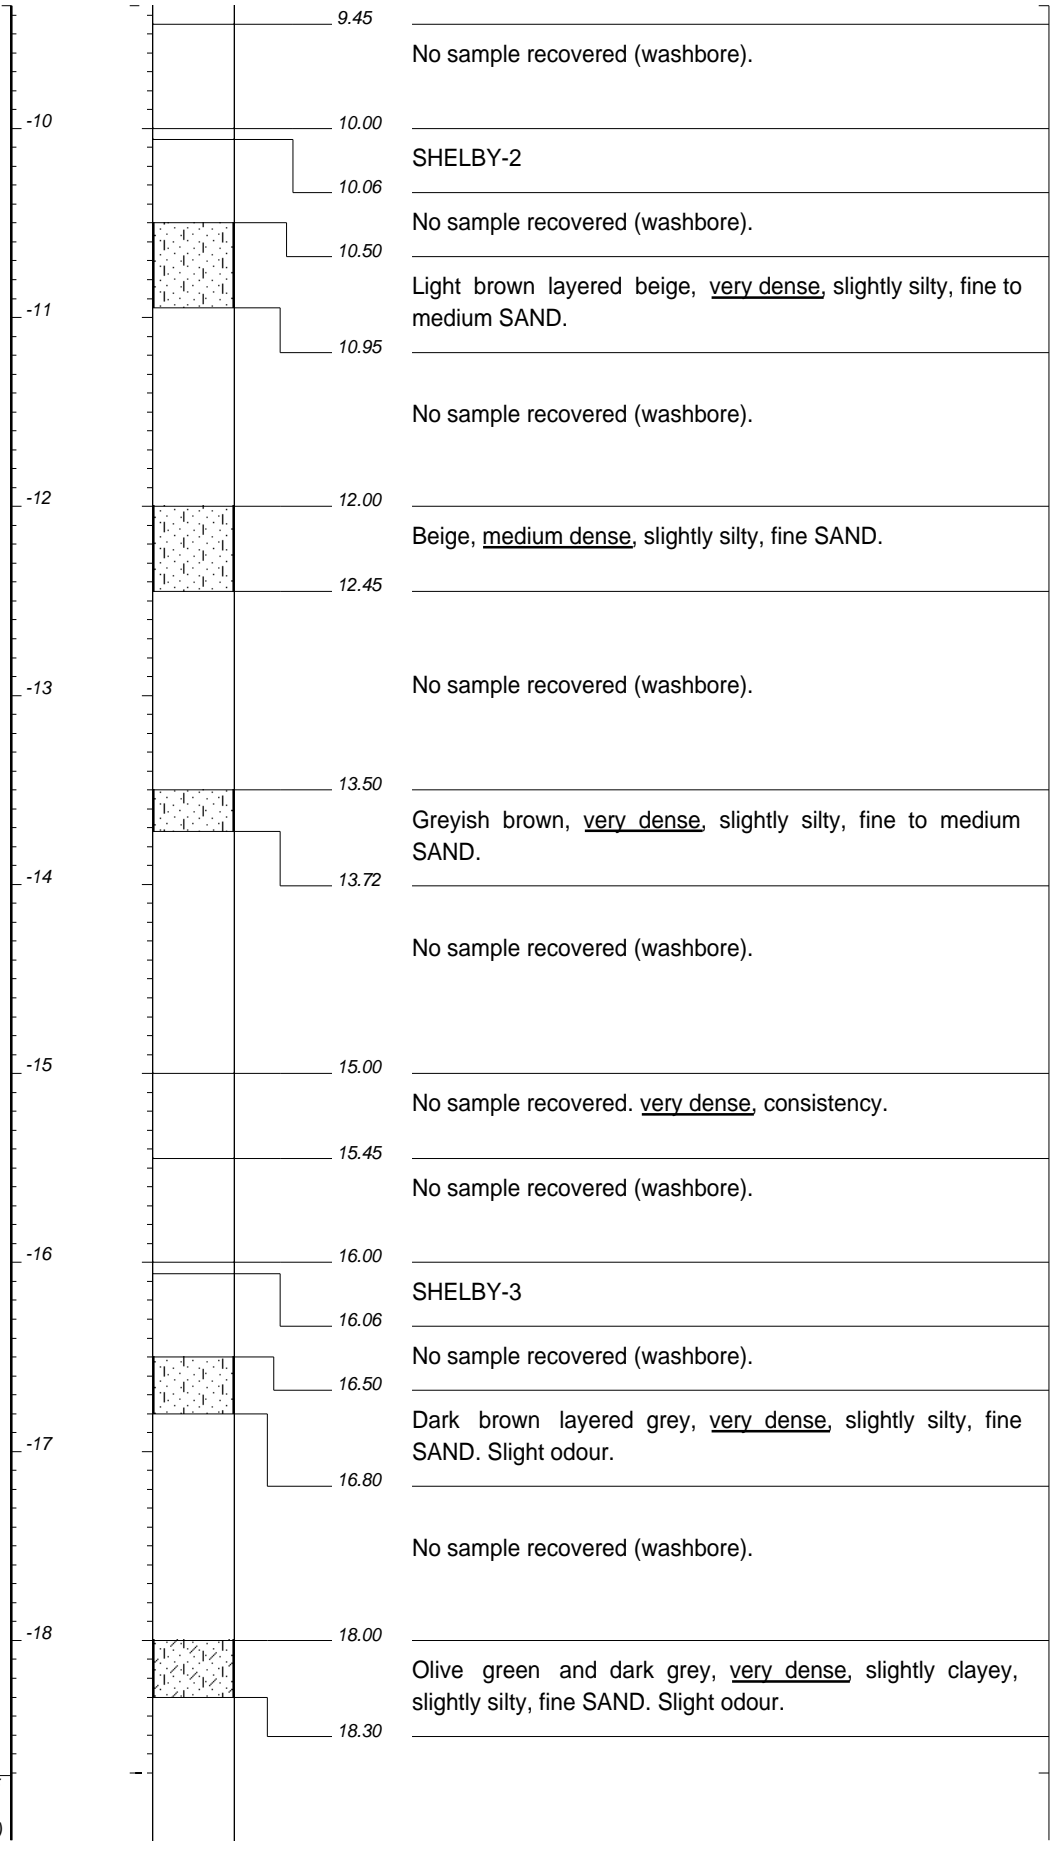 9.45
No sample recovered (washbore).
-10
10.00
SHELBY-2
10.06
No sample recovered (washbore).
10.50
Light brown layered beige, very dense, slightly silty, fine to
medium SAND.
-11
10.95
No sample recovered (washbore).
-12
12.00
Beige, medium dense, slightly silty, fine SAND.
12.45
No sample recovered (washbore).
-13
13.50
Greyish brown, very dense, slightly silty, fine to medium
SAND.
-14
13.72
No sample recovered (washbore).
-15
15.00
No sample recovered. very dense, consistency.
15.45
No sample recovered (washbore).
-16
16.00
SHELBY-3
16.06
No sample recovered (washbore).
16.50
Dark brown layered grey, very dense, slightly silty, fine
SAND. Slight odour.
-17
16.80
No sample recovered (washbore).
-18
18.00
Olive green and dark grey, very dense, slightly clayey,
slightly silty, fine SAND. Slight odour.
18.30
)